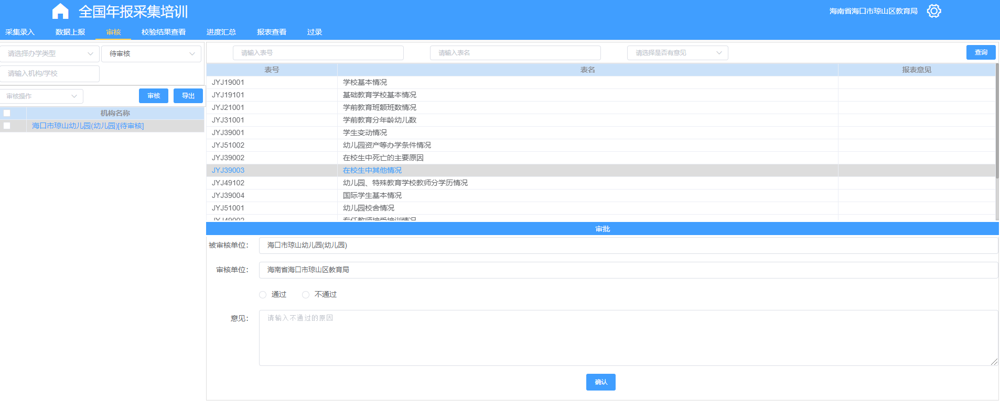 全国年报采集培训
海南省海口市琼山区教育局
采集录入 数据上报 审核 校验结果查看 进度汇总 报表查看 过录
请选择办学类型 待审核
请输入机构/学校
审核操作 审核 导出
机构名称
海口市琼山幼儿园(幼儿园)[待审核]
请输入表号 请输入表名 请选择是否有意见 查询
表号 表名 报表意见
JYJ19001 学校基本情况
JYJ19101 基础教育学校基本情况
JYJ21001 学前教育班额班数情况
JYJ31001 学前教育分年龄幼儿数
JYJ39001 学生变动情况
JYJ51002 幼儿园资产等办学条件情况
JYJ39002 在校生中死亡的主要原因
JYJ39003 在校生中其他情况
JYJ49102 幼儿园、特殊教育学校教师分学历情况
JYJ39004 国际学生基本情况
JYJ51001 幼儿园校舍情况
JYJ49002 专任教师接受培训情况
审批
被审核单位： 海口市琼山幼儿园(幼儿园)
审核单位： 海南省海口市琼山区教育局
通过 不通过
意见： 请输入不通过的原因
确认